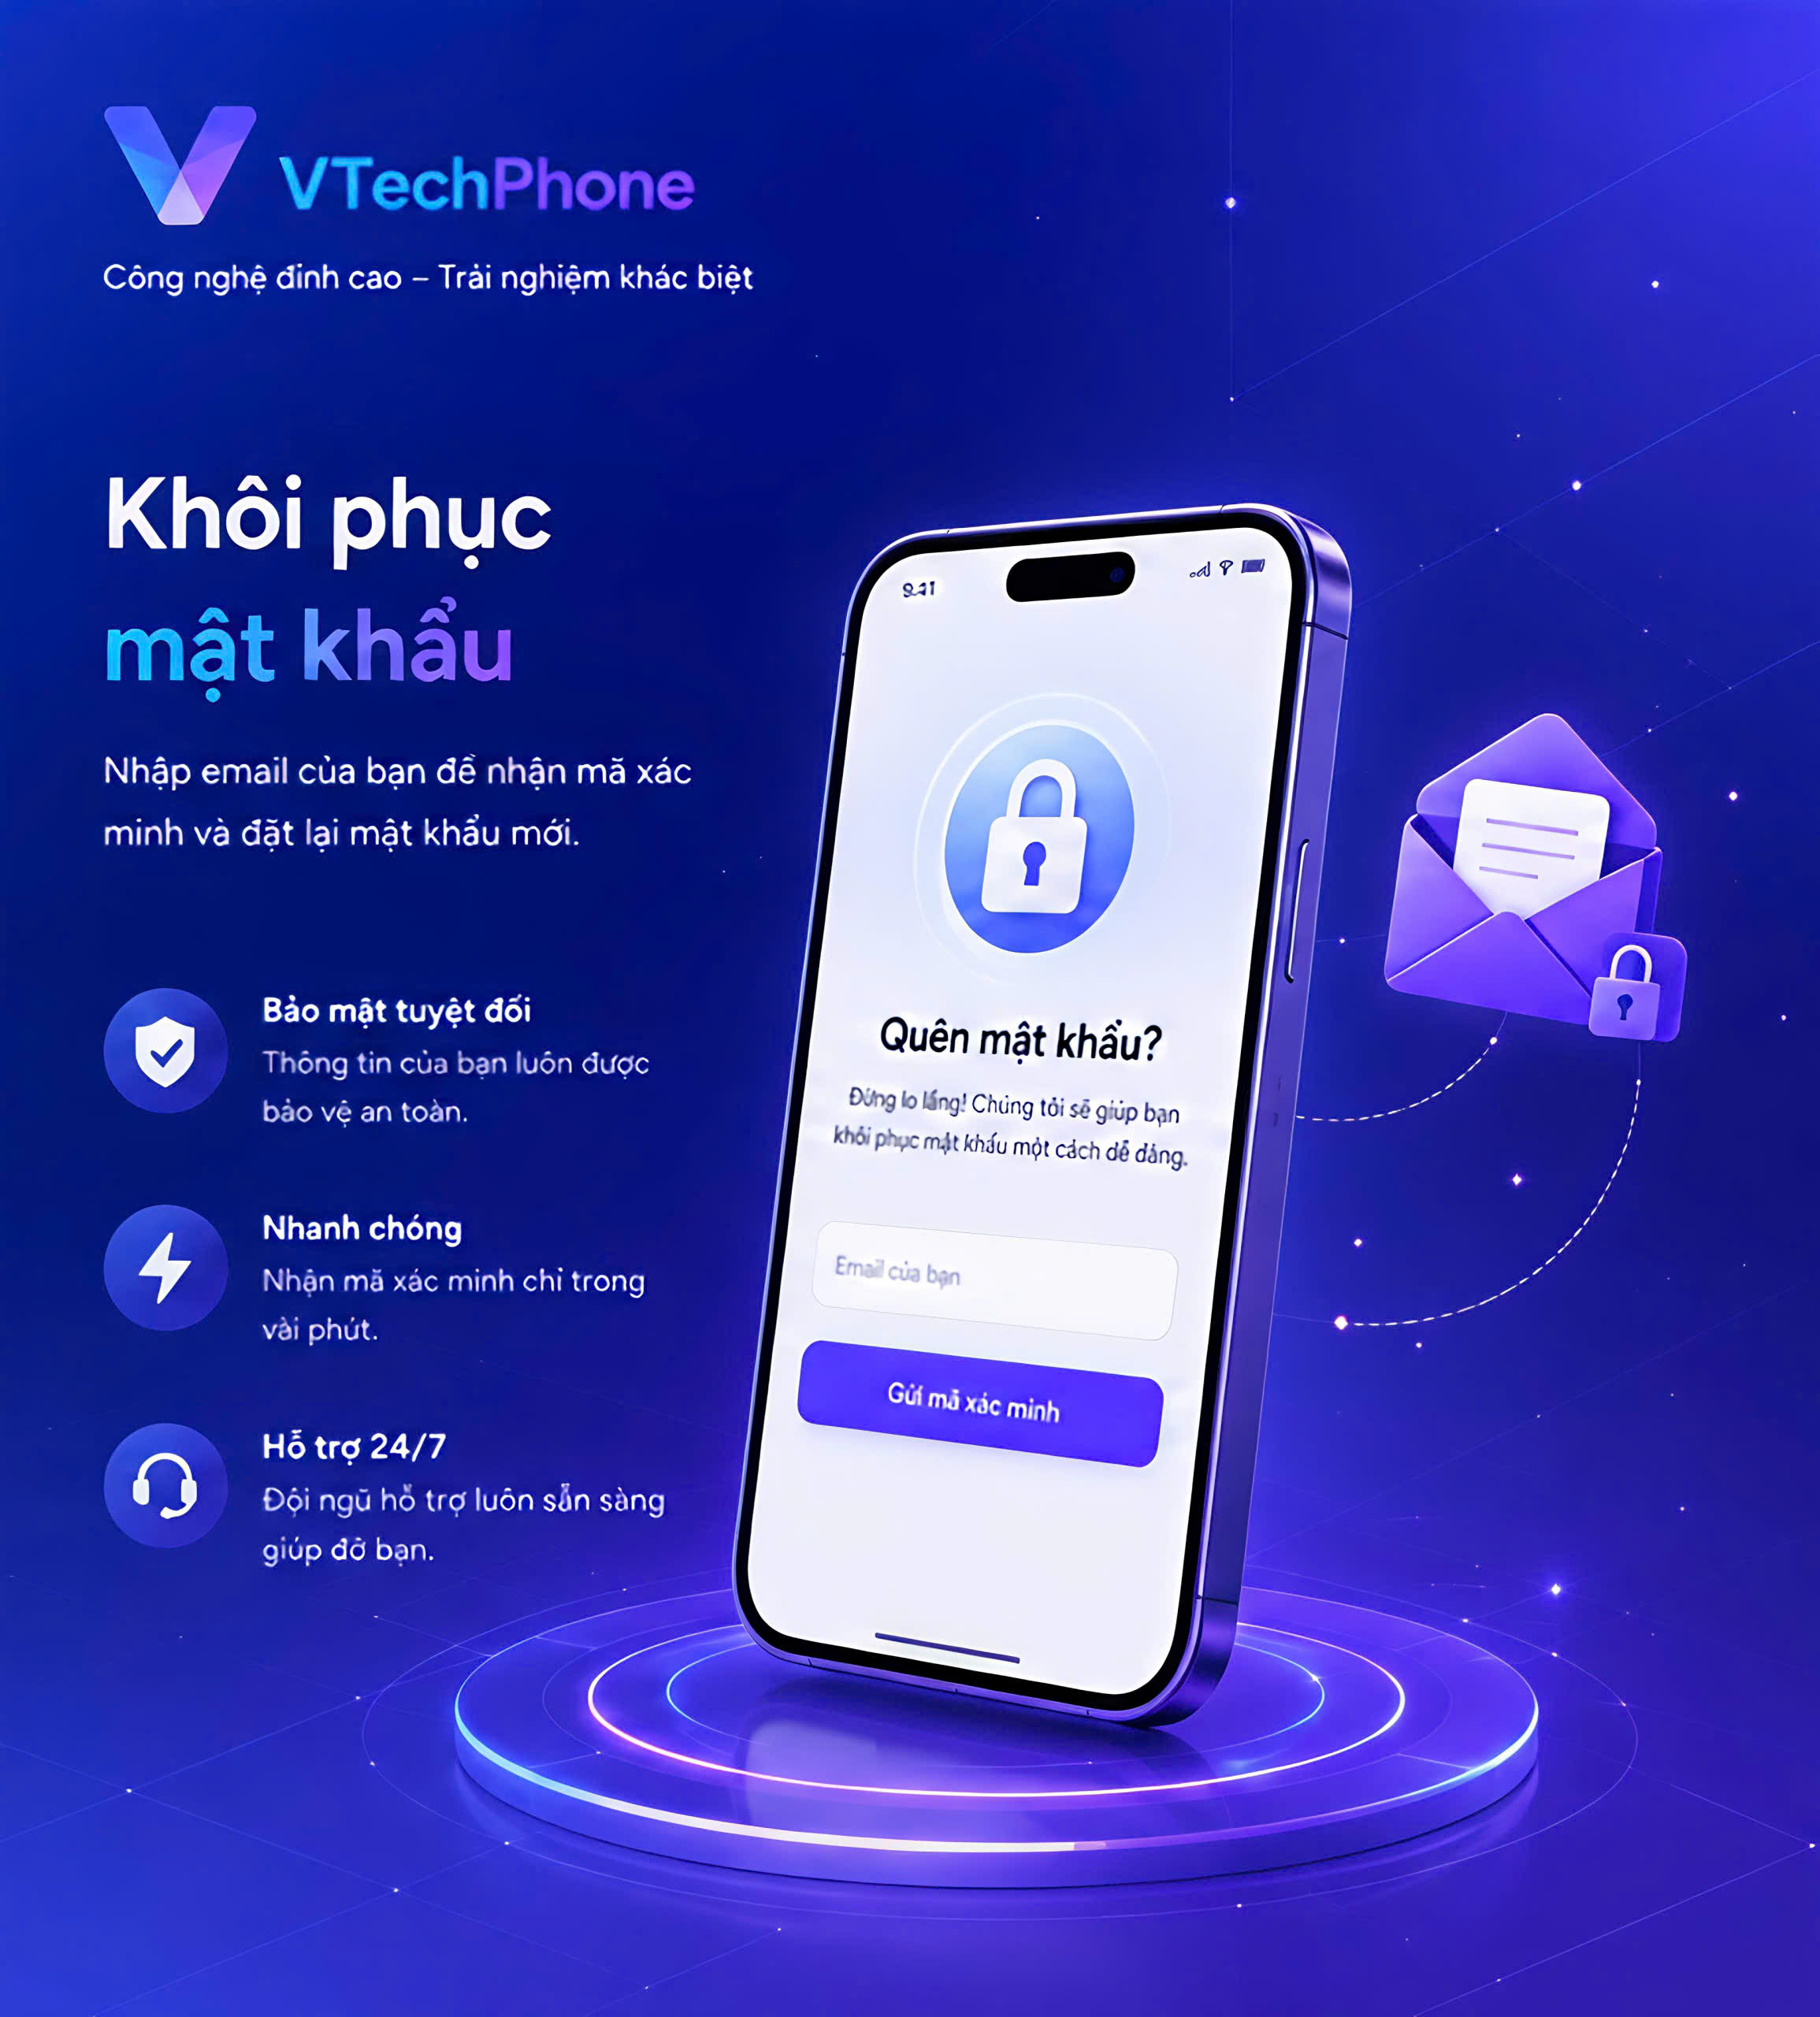 VTechPhone
Công nghệ đỉnh cao – Trải nghiệm khác biệt
Khôi phục
mật khẩu
Nhập email của bạn để nhận mã xác
minh và đặt lại mật khẩu mới.
Bảo mật tuyệt đối
Thông tin của bạn luôn được
bảo vệ an toàn.
Nhanh chóng
Nhận mã xác minh chỉ trong
vài phút.
Hỗ trợ 24/7
Đội ngũ hỗ trợ luôn sẵn sàng
giúp đỡ bạn.
9:41
Quên mật khẩu?
Đừng lo lắng! Chúng tôi sẽ giúp bạn
khôi phục mật khẩu một cách dễ dàng.
Email của bạn
Gửi mã xác minh